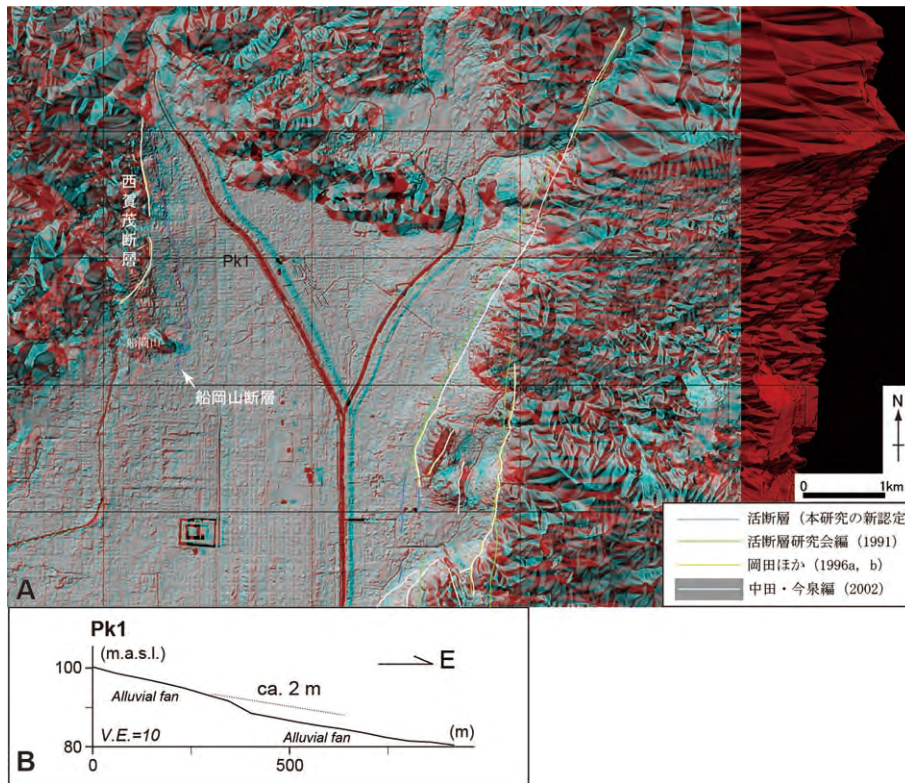 西賀茂断層
Pk1
船岡山
船岡山断層
N
0 1km
活断層（本研究の新認定
活断層研究会編（1991）
岡田ほか（1996a, b）
中田・今泉編（2002）
A
Pk1
(m.a.s.l.)
E
100
ca. 2 m
Alluvial fan
V.E.=10
Alluvial fan
(m)
80
0 500
B